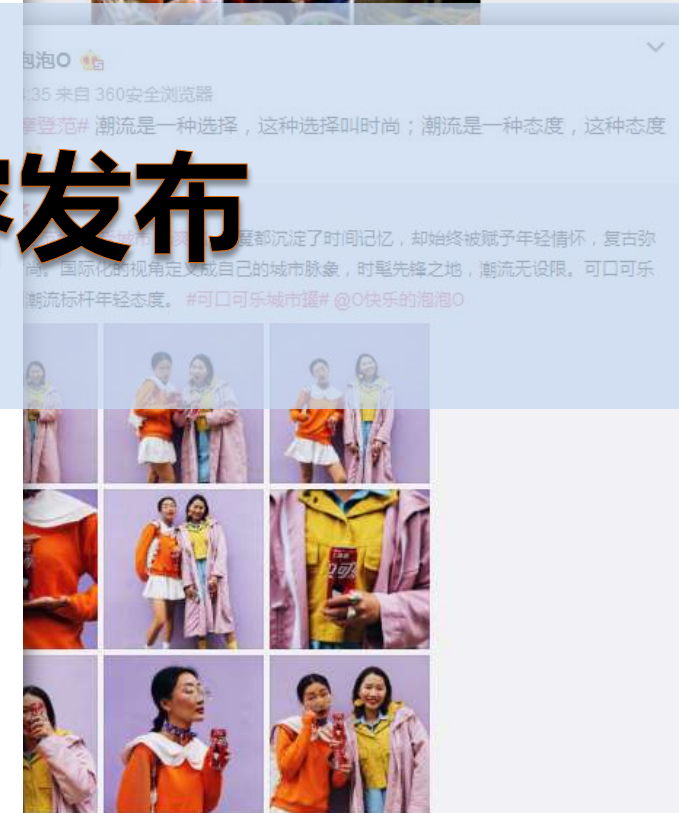 泡泡O
:35 来自 360安全浏览器
摩登范# 潮流是一种选择，这种选择叫时尚；潮流是一种态度，这种态度
发布
魔都沉淀了时间记忆，却始终被赋予年轻情怀，复古弥
高。国际化的视角定义成自己的城市脉象，时髦先锋之地，潮流无设限。可口可乐
潮流标杆年轻态度。 #可口可乐城市罐# @O快乐的泡泡O